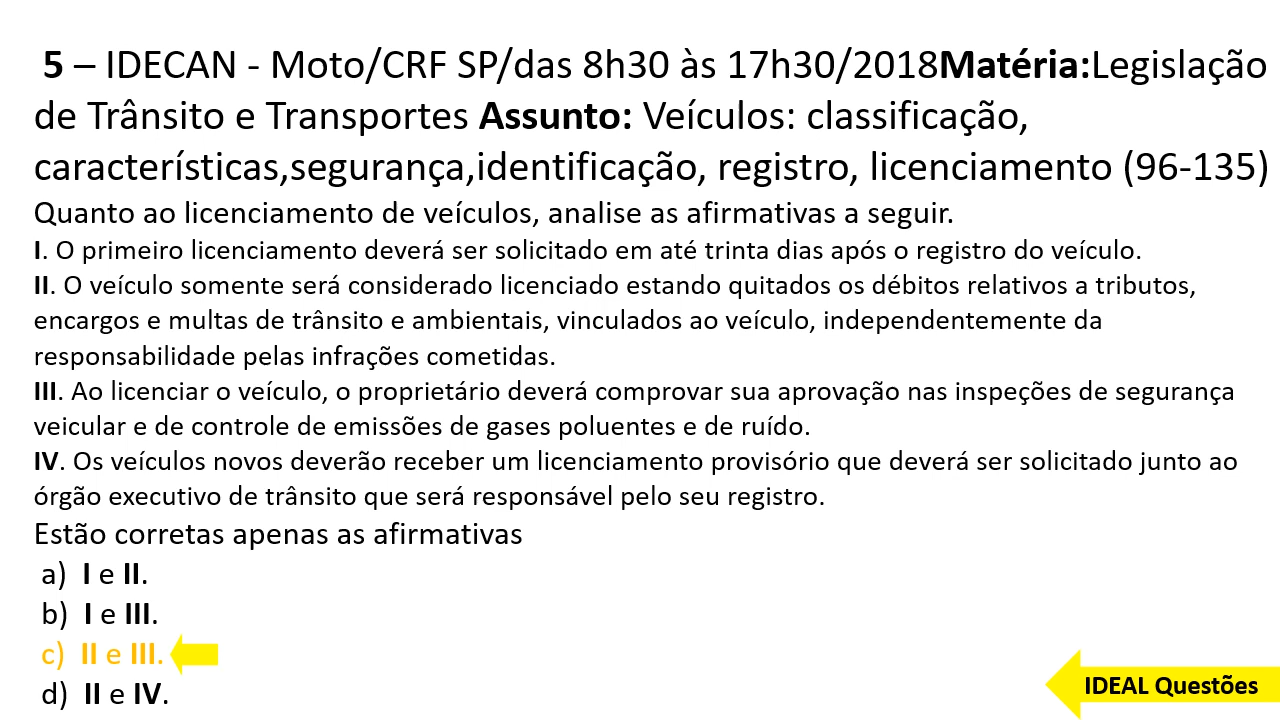 5 – IDECAN - Moto/CRF SP/das 8h30 às 17h30/2018Matéria:Legislação
de Trânsito e Transportes Assunto: Veículos: classificação,
características,segurança,identificação, registro, licenciamento (96-135)
Quanto ao licenciamento de veículos, analise as afirmativas a seguir.
I. O primeiro licenciamento deverá ser solicitado em até trinta dias após o registro do veículo.
II. O veículo somente será considerado licenciado estando quitados os débitos relativos a tributos,
encargos e multas de trânsito e ambientais, vinculados ao veículo, independentemente da
responsabilidade pelas infrações cometidas.
III. Ao licenciar o veículo, o proprietário deverá comprovar sua aprovação nas inspeções de segurança
veicular e de controle de emissões de gases poluentes e de ruído.
IV. Os veículos novos deverão receber um licenciamento provisório que deverá ser solicitado junto ao
órgão executivo de trânsito que será responsável pelo seu registro.
Estão corretas apenas as afirmativas
a) I e II.
b) I e III.
c) II e III.
d) II e IV.
IDEAL Questões